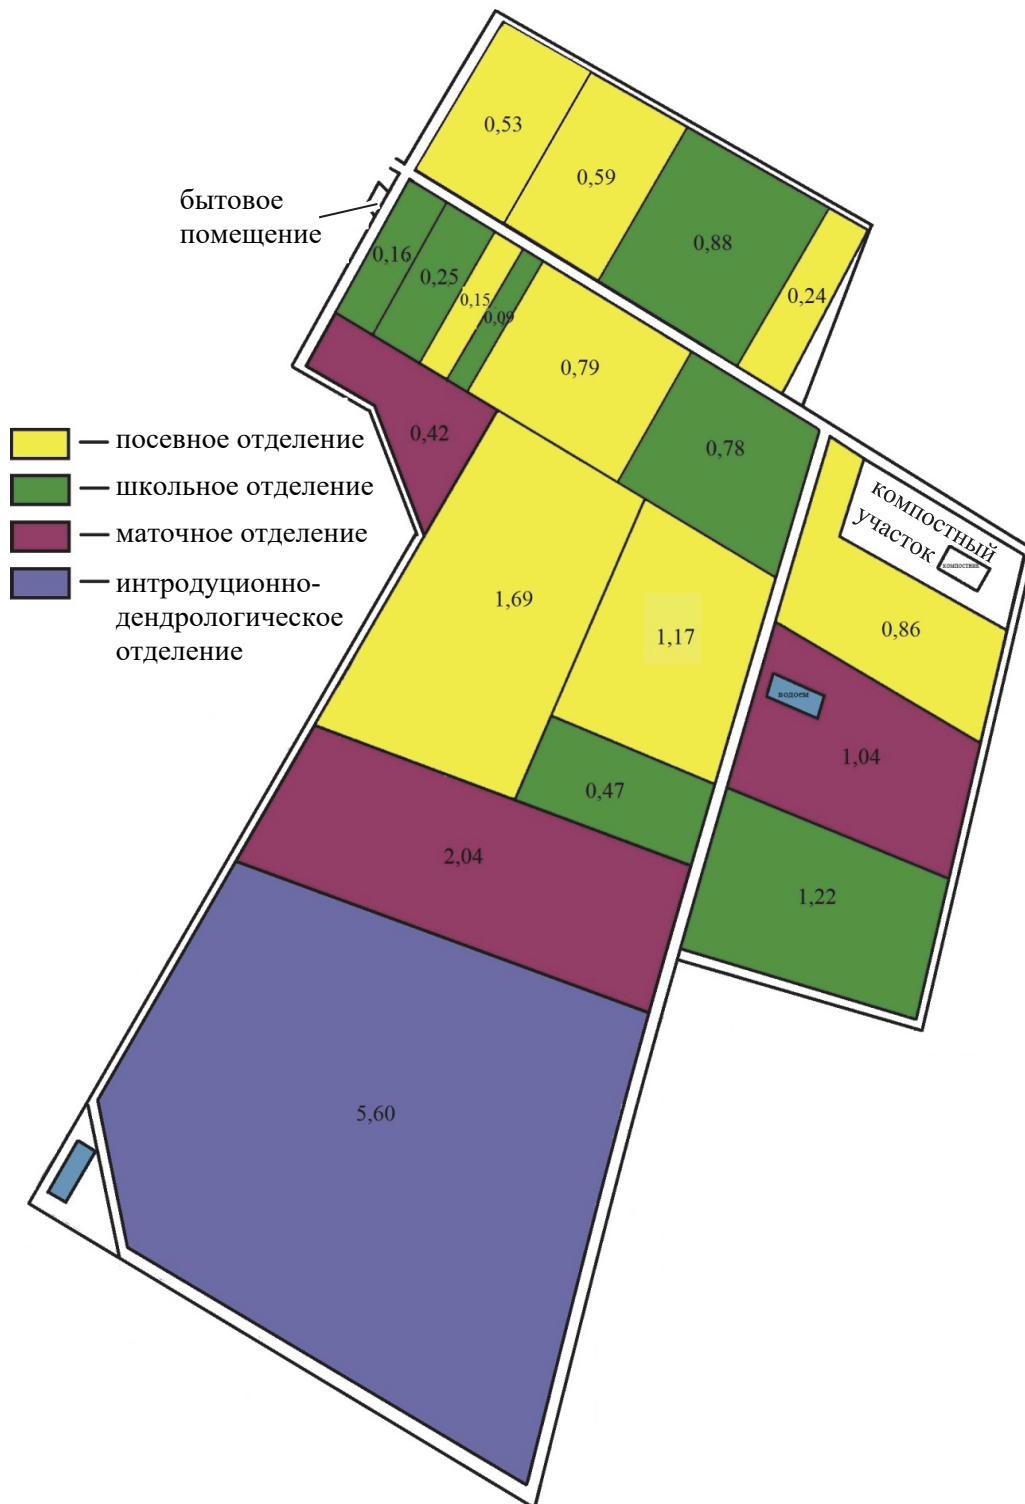 0,53
0,59
бытовое
помещение
0,88
0,16
0,25
0,24
0,15
0,09
0,79
0,42
0,78
посевное отделение
школьное отделение
маточное отделение
интродуционно-
дендрологическое
отделение
компостный
участок
компостник
1,69
1,17
0,86
водоем
1,04
0,47
2,04
1,22
5,60